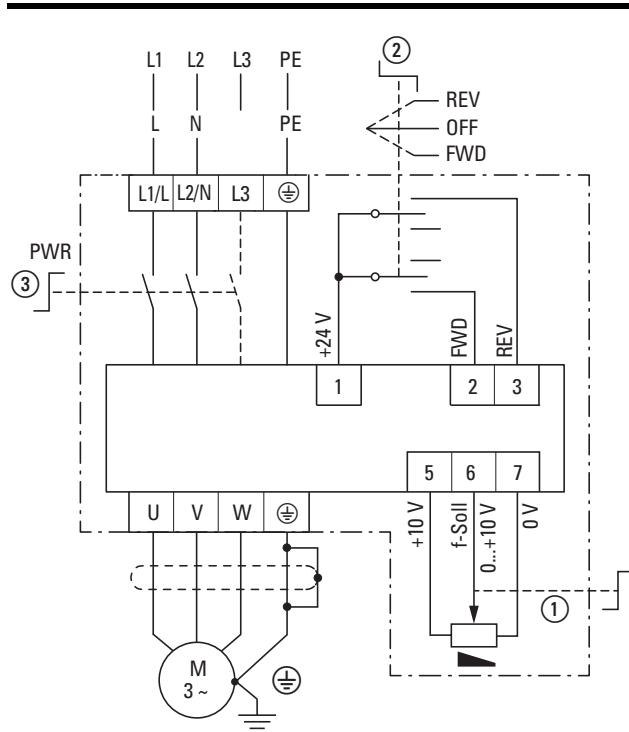 L1 L2 L3 PE
②
REV
L N PE
OFF
FWD
L1/L L2/N L3
PWR
③
+24 V
FWD
REV
1 2 3
5 6 7
U V W
+10 V
f-Soll
0...+10 V
0 V
①
M
3 ~